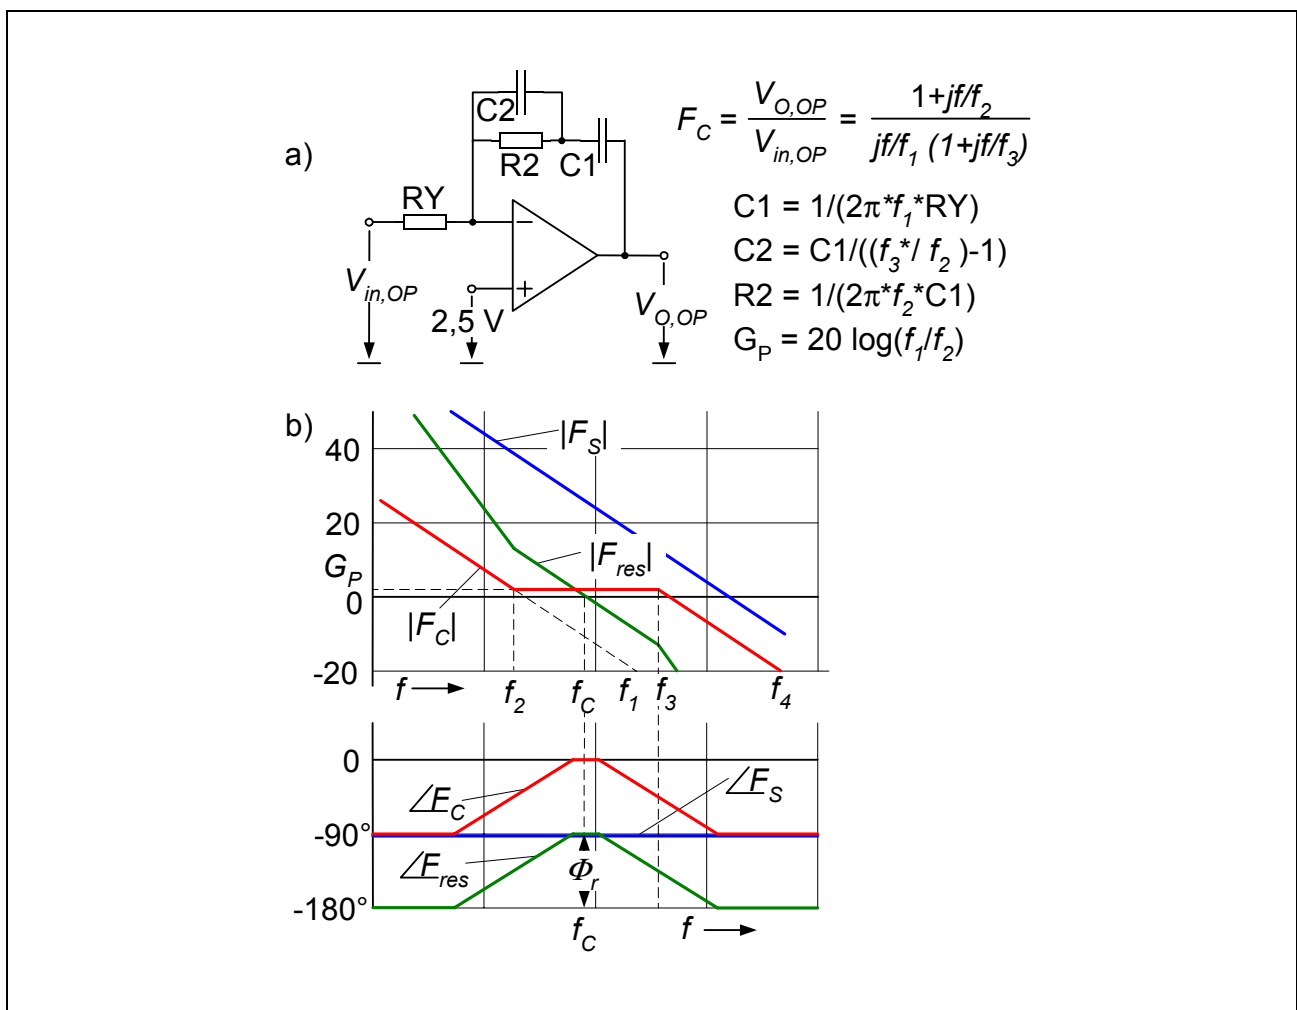 a)
C2
R2
C1
RY
−
+
V_in,OP
2,5 V
V_O,OP
F_C = V_O,OP / V_in,OP = 1+jf/f_2 / jf/f_1 (1+jf/f_3)
C1 = 1/(2π*f_1*RY)
C2 = C1/((f_3*/ f_2 )-1)
R2 = 1/(2π*f_2*C1)
G_P = 20 log(f_1/f_2)
b)
|F_S|
40
20
|F_res|
G_P
0
|F_C|
-20
f f_2 f_C f_1 f_3 f_4
0
∠F_C
∠F_S
-90°
∠F_res
Φ_r
-180°
f_C
f